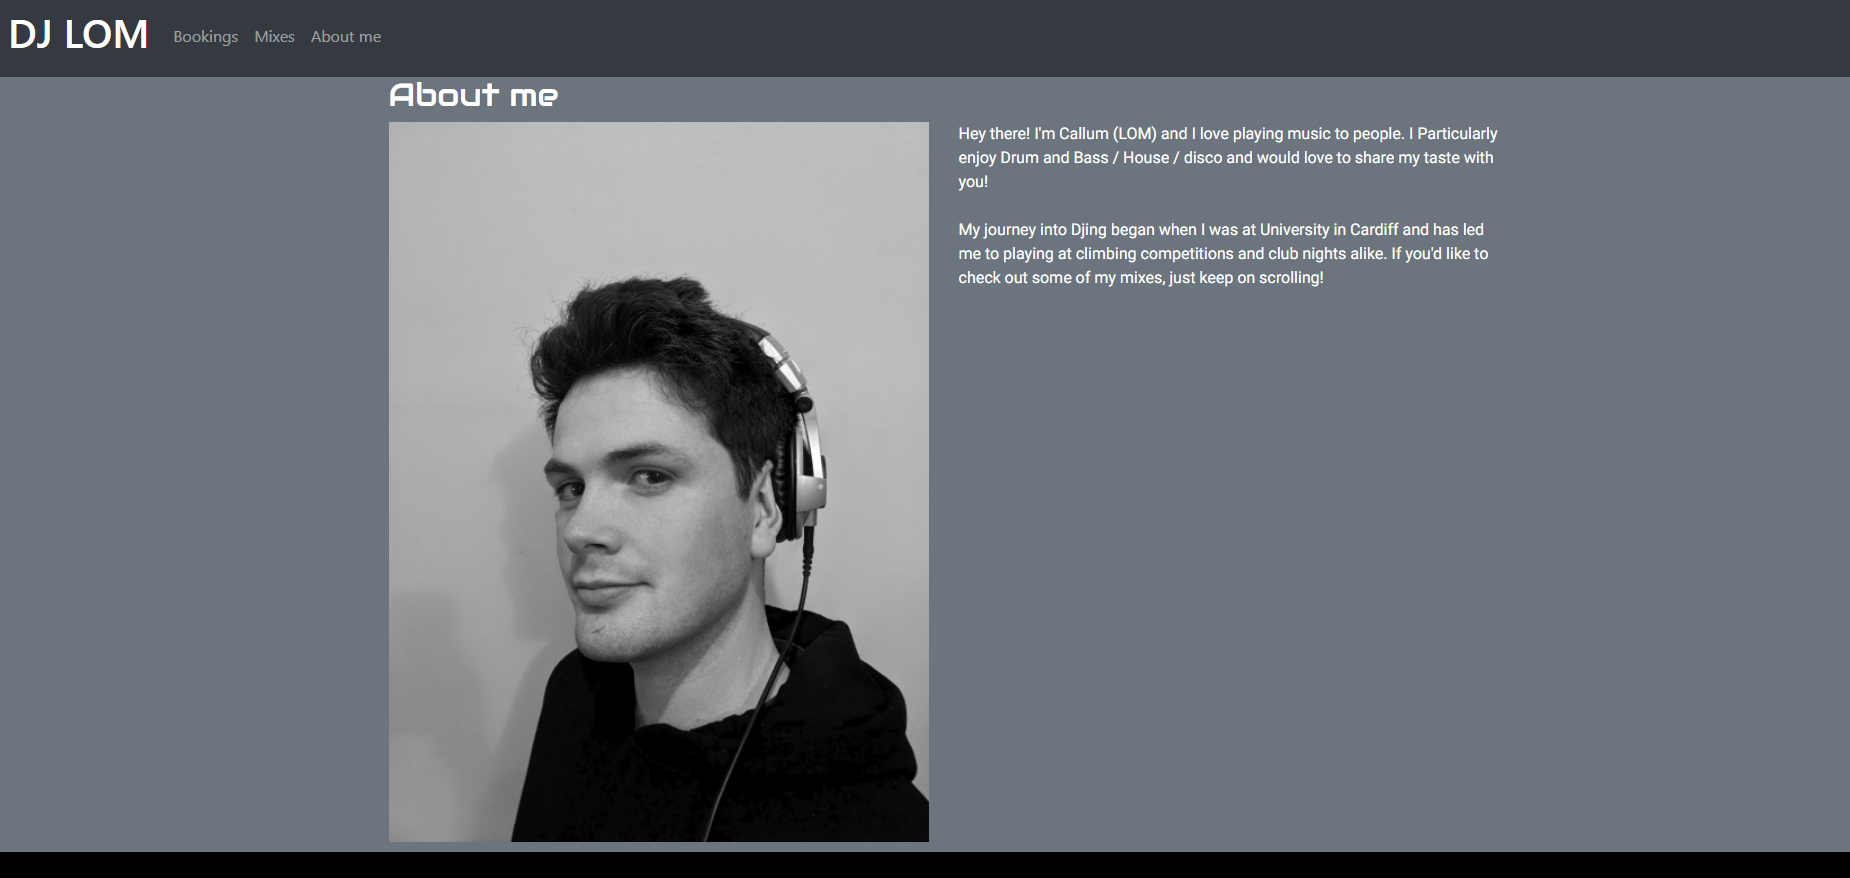 DJ LOM Bookings Mixes About me
About me
Hey there! I'm Callum (LOM) and I love playing music to people. I Particularly
enjoy Drum and Bass / House / disco and would love to share my taste with
you!
My journey into Djing began when I was at University in Cardiff and has led
me to playing at climbing competitions and club nights alike. If you'd like to
check out some of my mixes, just keep on scrolling!